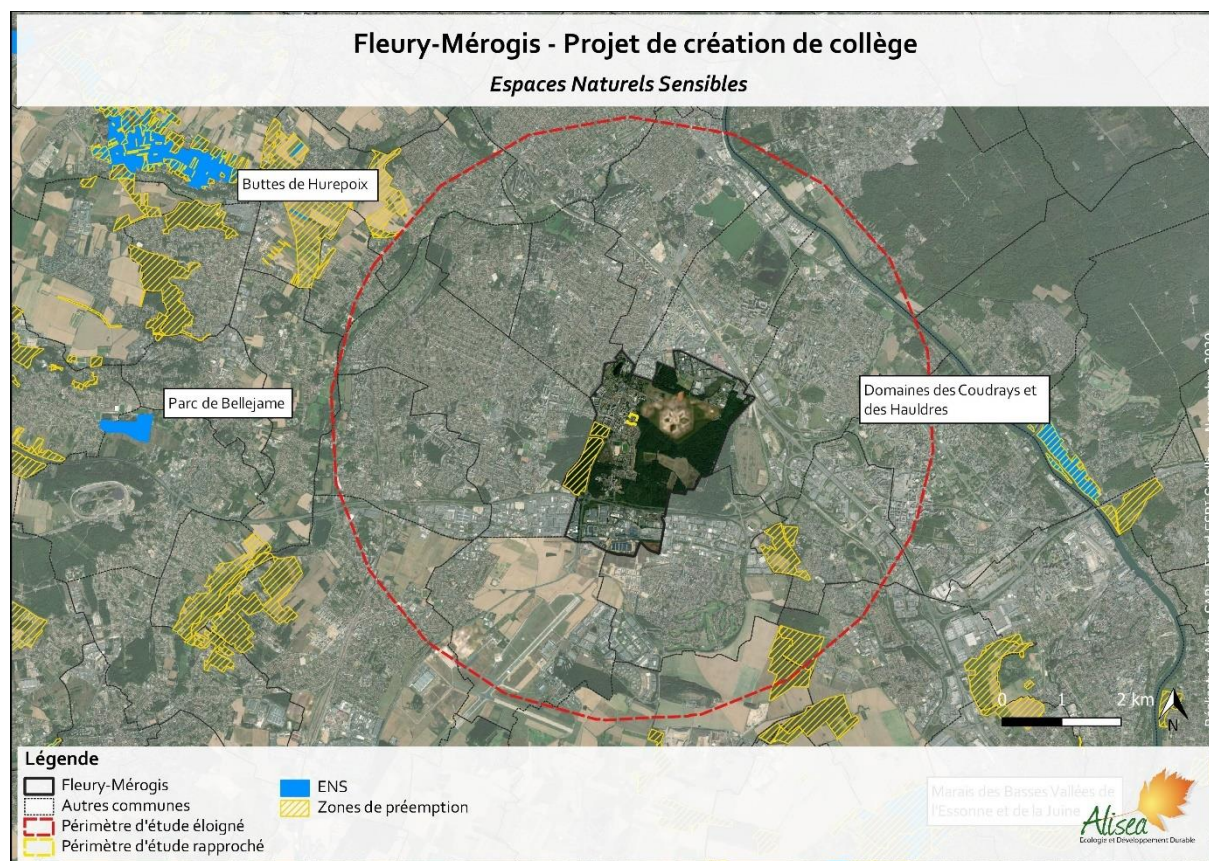 Fleury-Mérogis - Projet de création de collège
Espaces Naturels Sensibles
Buttes de Hurepoix
Parc de Bellejame
Domaines des Coudrays et
des Hauldres
0 1 2 km
N
Légende
Fleury-Mérogis
Autres communes
Périmètre d'étude éloigné
Périmètre d'étude rapproché
ENS
Zones de préemption
Marais des Basses Vallées de
l'Essonne et de la Juine
Alisea
Ecologie et Développement Durable